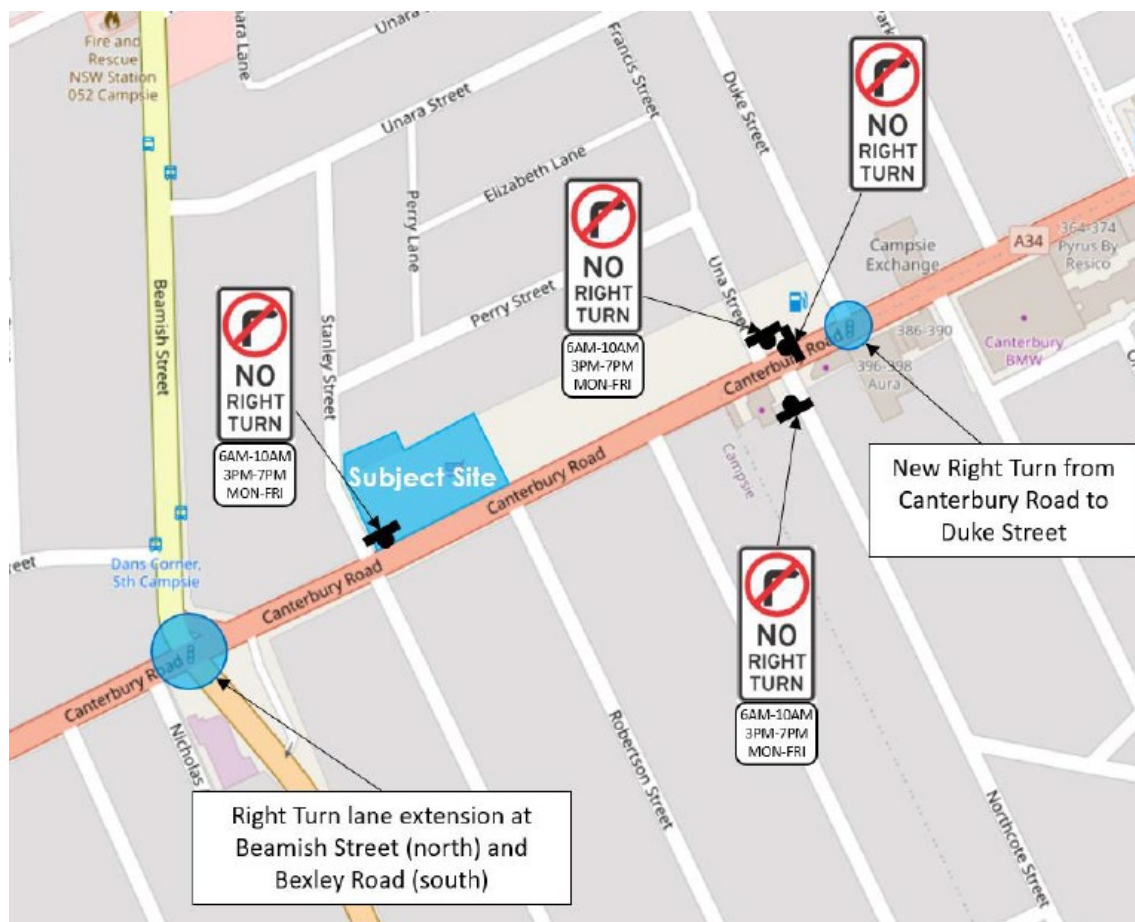 Fire and
Rescue
NSW Station
052 Campsie
Unara Street
Perry Lane
Elizabeth Lane
Francis Street
Duke Street
NO
RIGHT
TURN
NO
RIGHT
TURN
6AM-10AM
3PM-7PM
MON-FRI
A34
364-374
Pyrus By
Resico
Campsie
Exchange
Una Street
Beamish Street
Stanley Street
Perry Street
NO
RIGHT
TURN
6AM-10AM
3PM-7PM
MON-FRI
386-390
Canterbury
BMW
Canterbury Road
396-398
Aura
Subject Site
Canterbury Road
Campsie
New Right Turn from
Canterbury Road to
Duke Street
Dans Corner,
5th Campsie
Canterbury Road
NO
RIGHT
TURN
6AM-10AM
3PM-7PM
MON-FRI
Canterbury Road
Nicholas
Robertson Street
Northcote Street
Right Turn lane extension at
Beamish Street (north) and
Bexley Road (south)